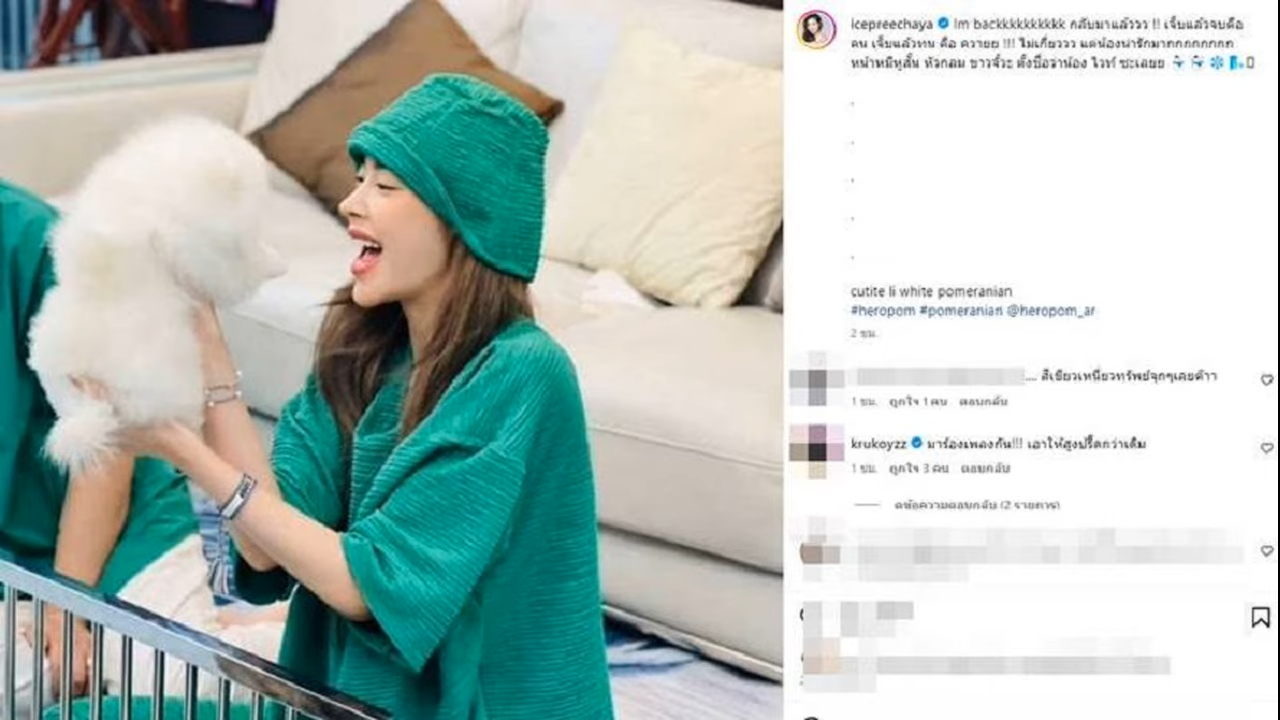 icepreechaya Im backkkkkkkkkk กลับมาแล้ววว !! เจ็บแล้วจบคือ
คน เจ็บแล้วทน คือ ควายย !!! ไม่เกี่ยววว แต่น้องน่ารักมากกกกกกกก
หน้าหมีหูสั้น หัวกลม ขาวจั๊วะ ตั้งชื่อว่าน้อง ไวท์ ซะเลยย
.
.
.
.
.
cutite li white pomeranian
#heropom #pomeranian @heropom_ar
2 ชม.
.... สีเขียวเหนี่ยวทรัพย์จุกๆเลยค้าา
1 ชม. ถูกใจ 1 คน ตอบกลับ
krukoyzz มาร้องเพลงกัน!!! เอาให้สูงปรี๊ดกว่าเดิม
1 ชม. ถูกใจ 3 คน ตอบกลับ
ดูข้อความตอบกลับ (2 รายการ)